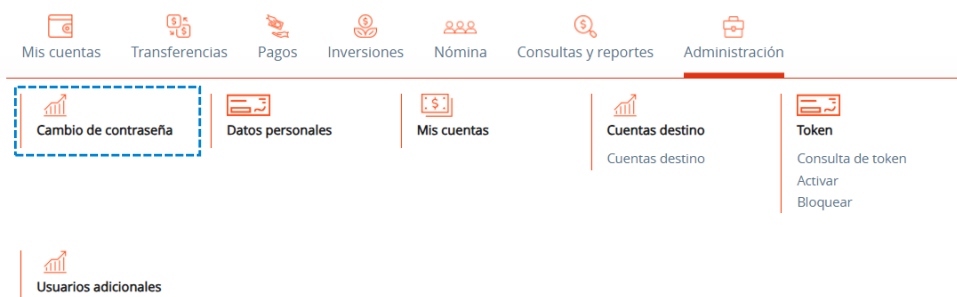 Mis cuentas Transferencias Pagos Inversiones Nómina Consultas y reportes Administración
Cambio de contraseña Datos personales Mis cuentas Cuentas destino Token
Cuentas destino Consulta de token
Activar
Bloquear
Usuarios adicionales